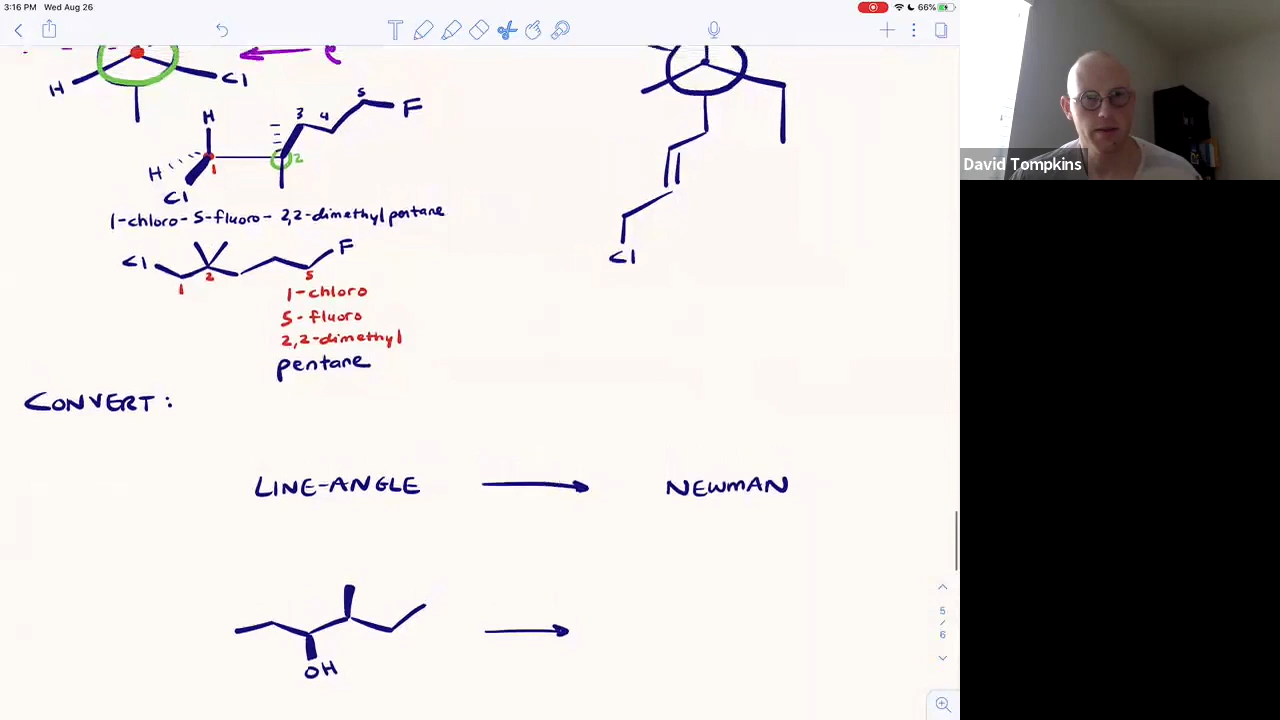 3:16 PM Wed Aug 26
66%
T
H
Cl
H
3
4
5
F
H
1
2
Cl
1-chloro-5-fluoro-2,2-dimethylpentane
Cl
F
1
2
5
1-chloro
5-fluoro
2,2-dimethyl
pentane
Cl
CONVERT:
LINE-ANGLE
NEWMAN
OH
5
/
6
David Tompkins